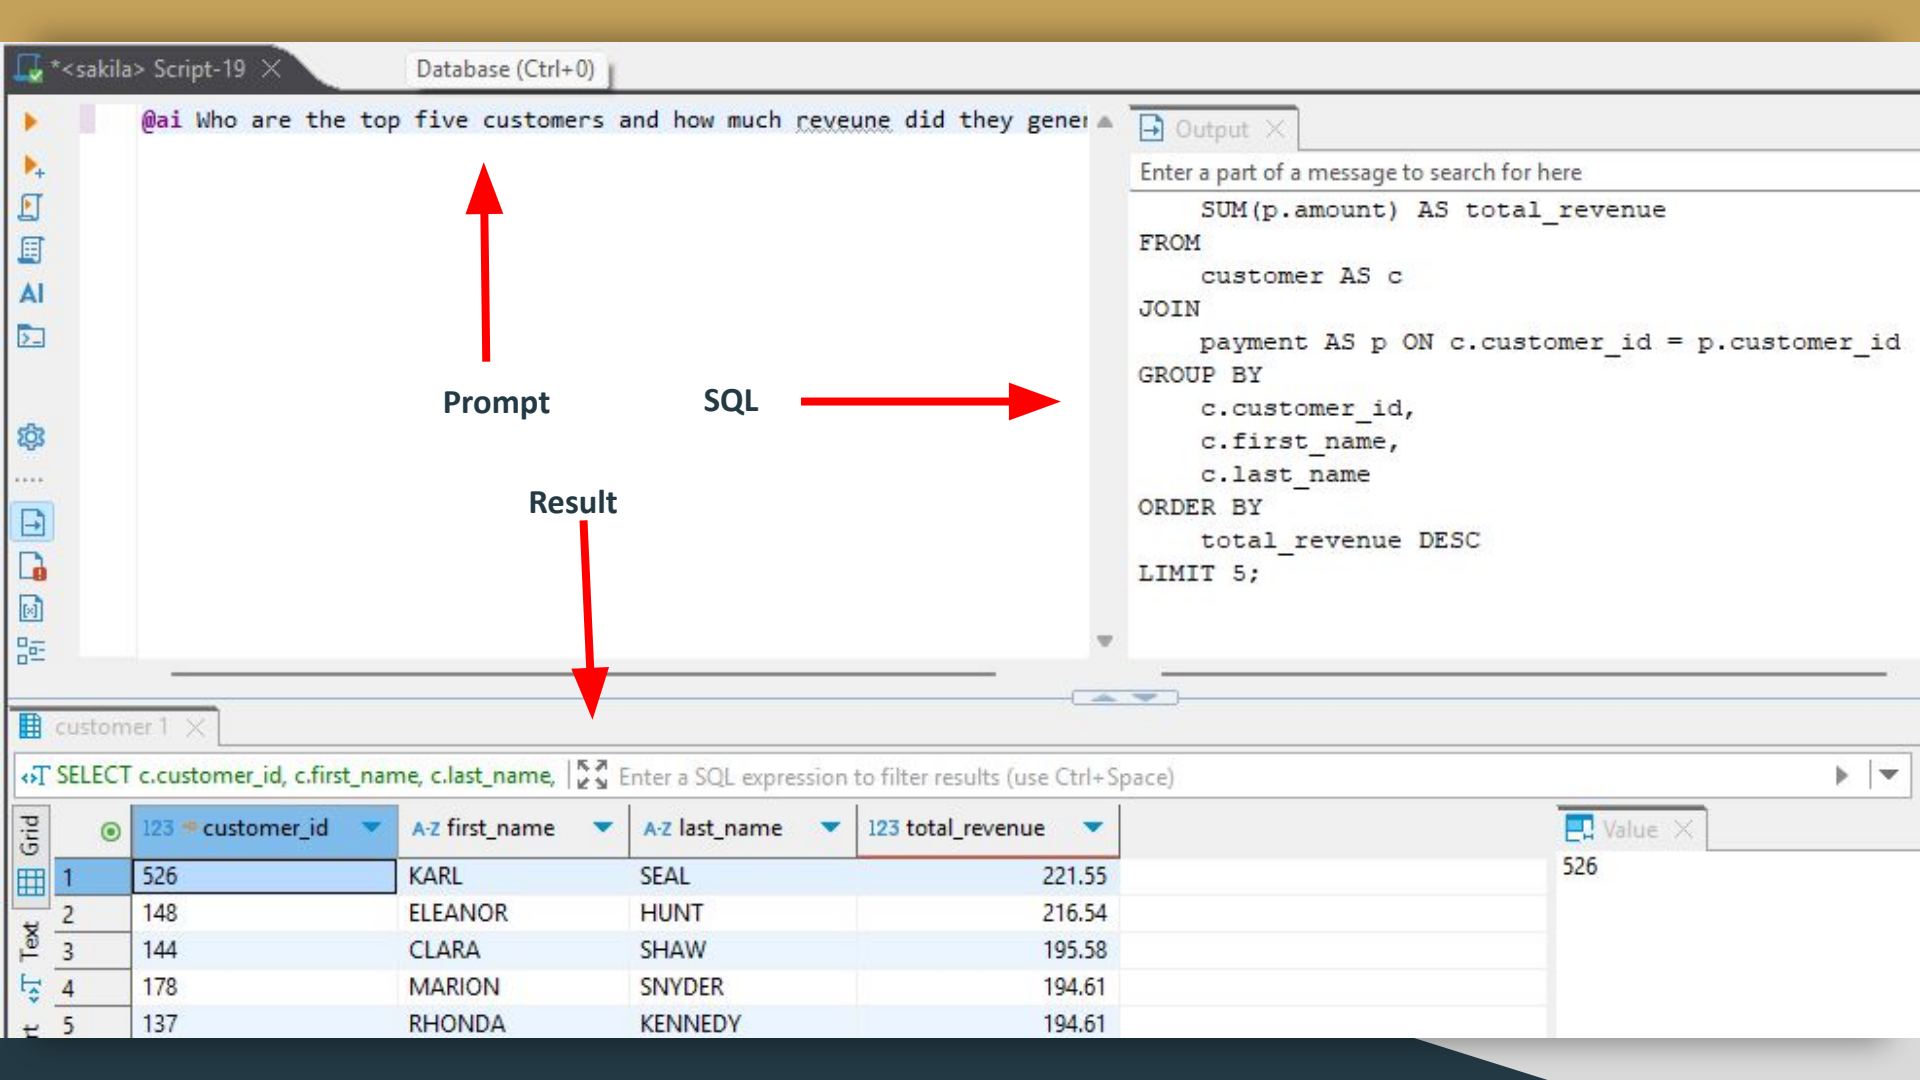 *<sakila> Script-19
Database (Ctrl+0)
@ai Who are the top five customers and how much reveune did they gener
Output
Enter a part of a message to search for here
SUM(p.amount) AS total_revenue
FROM
customer AS c
JOIN
payment AS p ON c.customer_id = p.customer_id
GROUP BY
c.customer_id,
c.first_name,
c.last_name
ORDER BY
total_revenue DESC
LIMIT 5;
AI
Prompt
SQL
Result
customer 1
SELECT c.customer_id, c.first_name, c.last_name,
Enter a SQL expression to filter results (use Ctrl+Space)
Grid
Text
123 customer_id A-Z first_name A-Z last_name 123 total_revenue
1 526 KARL SEAL 221.55
2 148 ELEANOR HUNT 216.54
3 144 CLARA SHAW 195.58
4 178 MARION SNYDER 194.61
5 137 RHONDA KENNEDY 194.61
Value
526